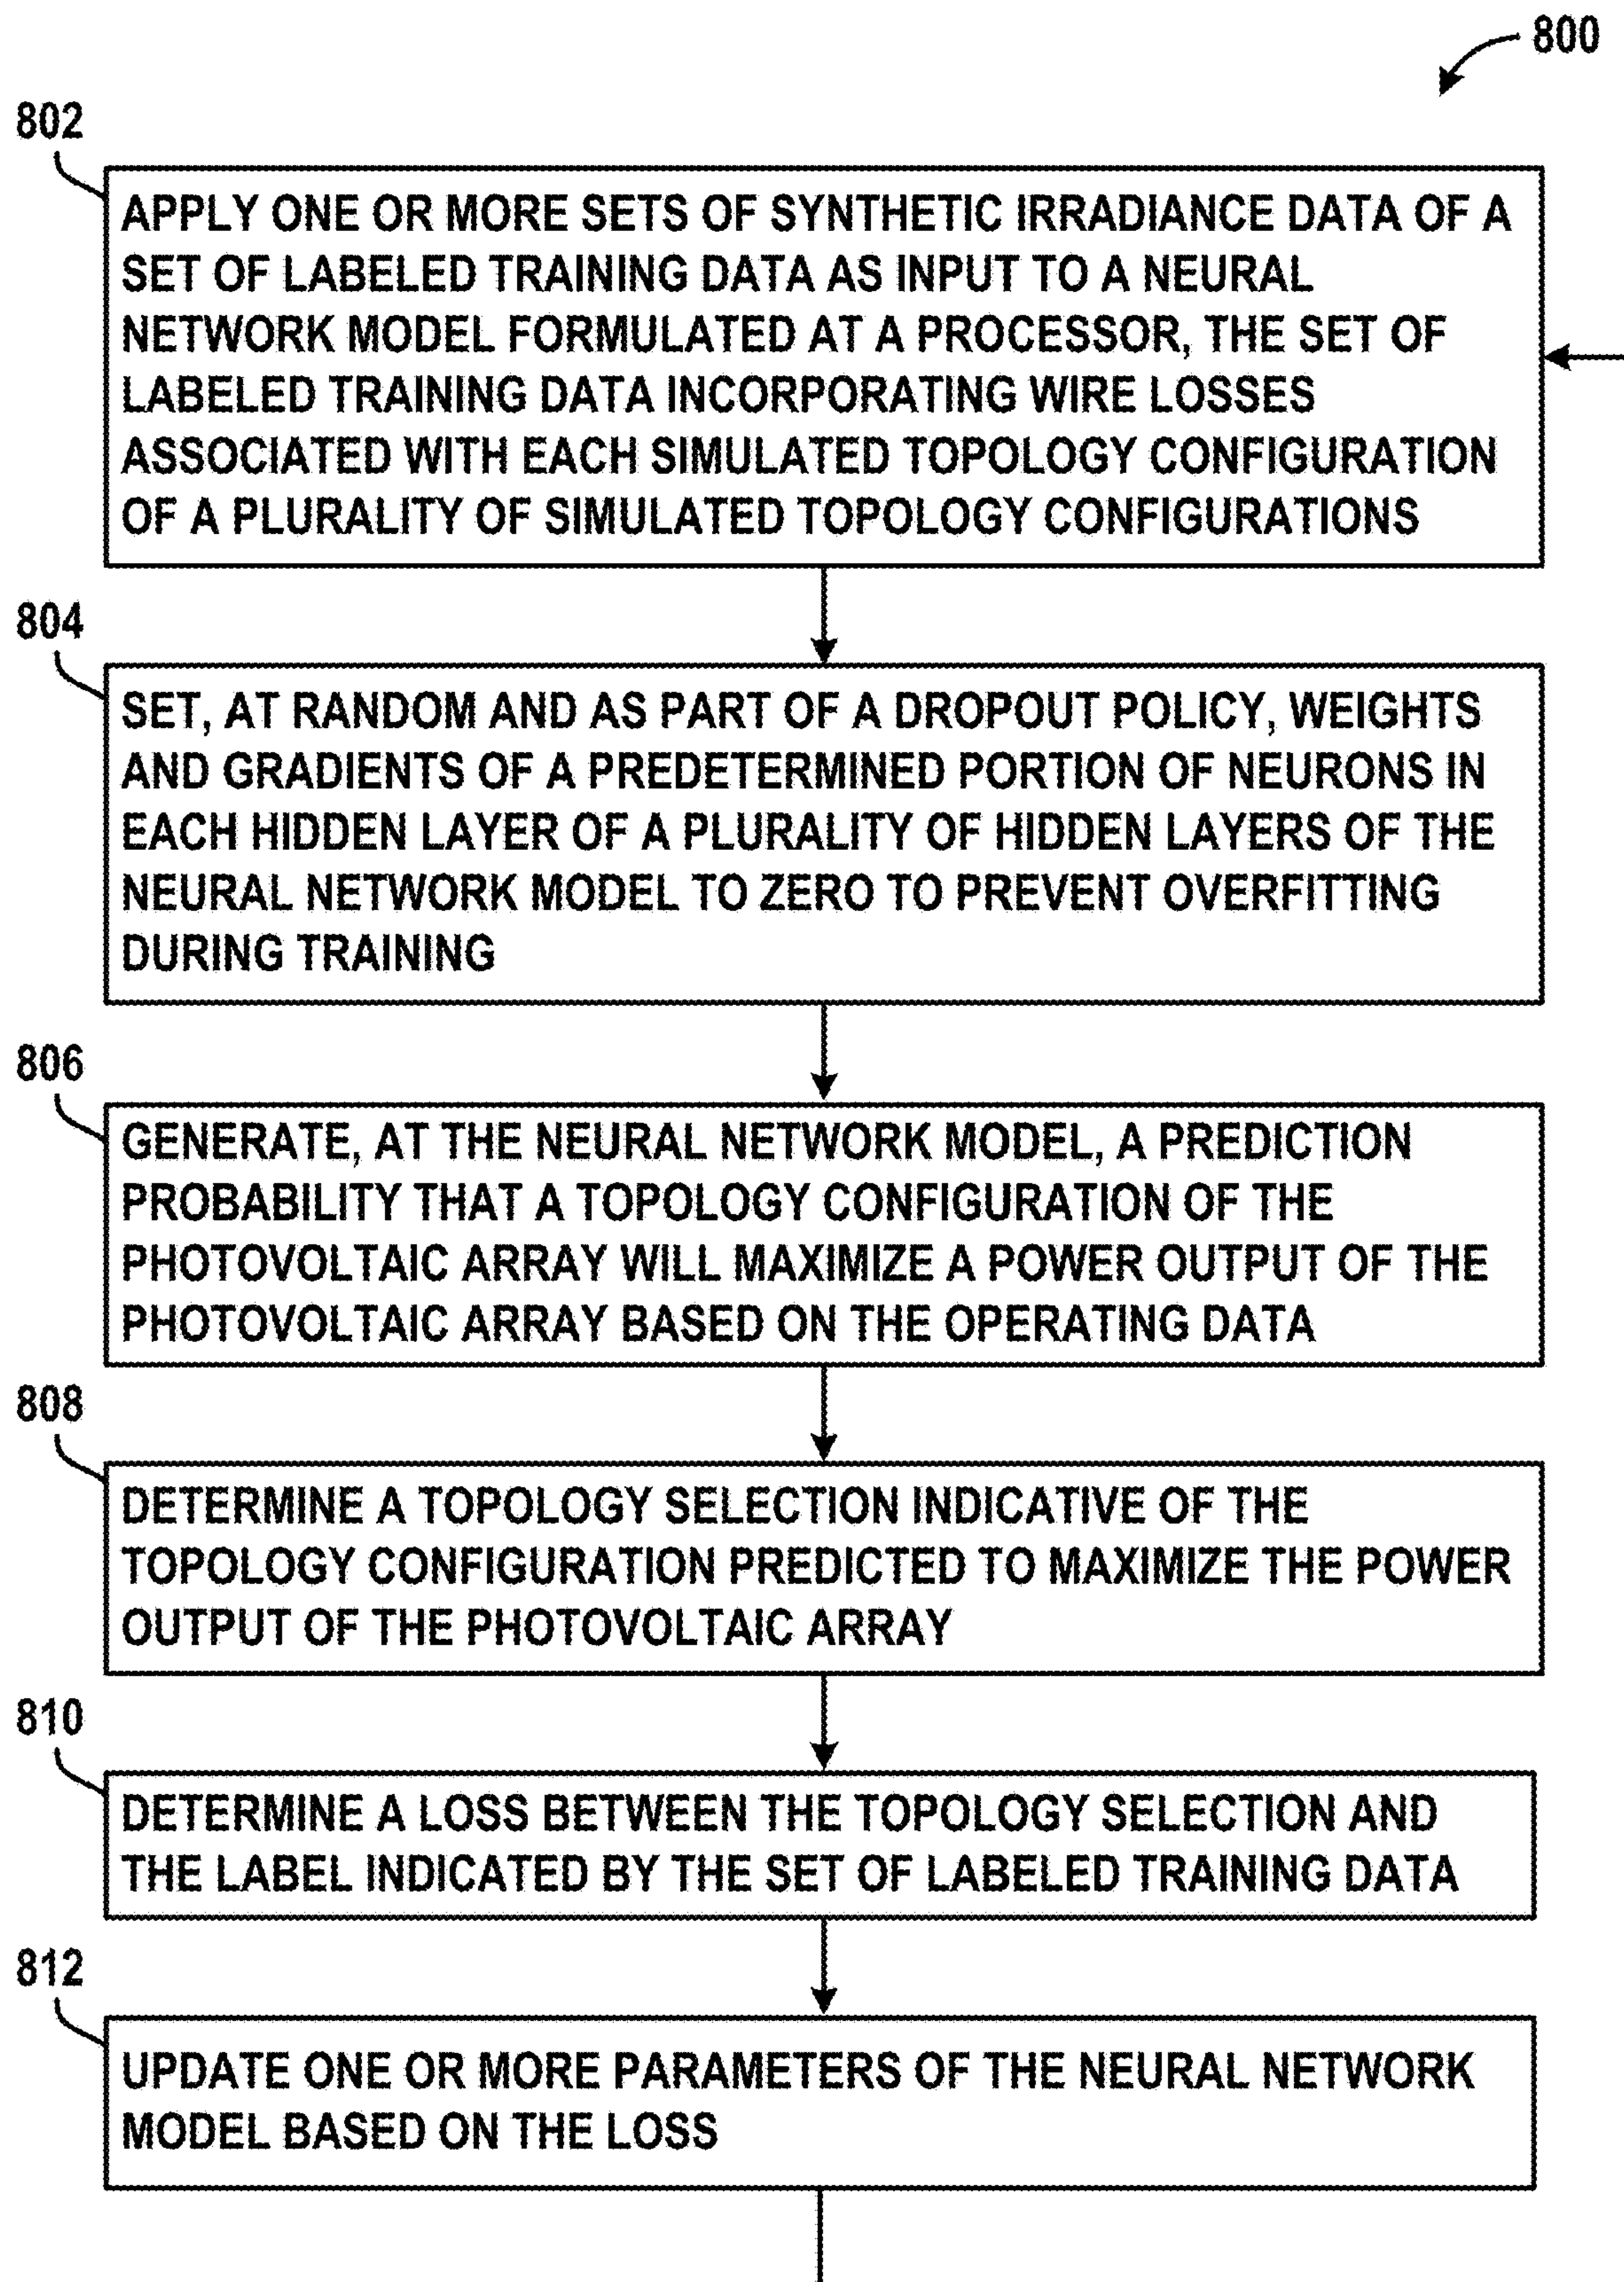 800
802
APPLY ONE OR MORE SETS OF SYNTHETIC IRRADIANCE DATA OF A
SET OF LABELED TRAINING DATA AS INPUT TO A NEURAL
NETWORK MODEL FORMULATED AT A PROCESSOR, THE SET OF
LABELED TRAINING DATA INCORPORATING WIRE LOSSES
ASSOCIATED WITH EACH SIMULATED TOPOLOGY CONFIGURATION
OF A PLURALITY OF SIMULATED TOPOLOGY CONFIGURATIONS
804
SET, AT RANDOM AND AS PART OF A DROPOUT POLICY, WEIGHTS
AND GRADIENTS OF A PREDETERMINED PORTION OF NEURONS IN
EACH HIDDEN LAYER OF A PLURALITY OF HIDDEN LAYERS OF THE
NEURAL NETWORK MODEL TO ZERO TO PREVENT OVERFITTING
DURING TRAINING
806
GENERATE, AT THE NEURAL NETWORK MODEL, A PREDICTION
PROBABILITY THAT A TOPOLOGY CONFIGURATION OF THE
PHOTOVOLTAIC ARRAY WILL MAXIMIZE A POWER OUTPUT OF THE
PHOTOVOLTAIC ARRAY BASED ON THE OPERATING DATA
808
DETERMINE A TOPOLOGY SELECTION INDICATIVE OF THE
TOPOLOGY CONFIGURATION PREDICTED TO MAXIMIZE THE POWER
OUTPUT OF THE PHOTOVOLTAIC ARRAY
810
DETERMINE A LOSS BETWEEN THE TOPOLOGY SELECTION AND
THE LABEL INDICATED BY THE SET OF LABELED TRAINING DATA
812
UPDATE ONE OR MORE PARAMETERS OF THE NEURAL NETWORK
MODEL BASED ON THE LOSS